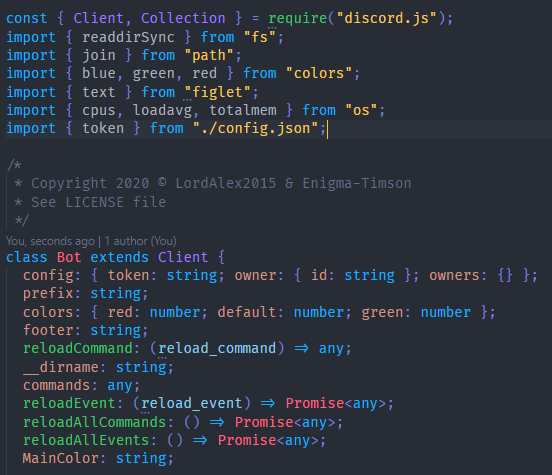 const { Client, Collection } = require("discord.js");
import { readdirSync } from "fs";
import { join } from "path";
import { blue, green, red } from "colors";
import { text } from "figlet";
import { cpus, loadavg, totalmem } from "os";
import { token } from "./config.json";
/*
 * Copyright 2020 © LordAlex2015 & Enigma-Timson
 * See LICENSE file
 */
You, seconds ago | 1 author (You)
class Bot extends Client {
  config: { token: string; owner: { id: string }; owners: {} };
  prefix: string;
  colors: { red: number; default: number; green: number };
  footer: string;
  reloadCommand: (reload_command) => any;
  __dirname: string;
  commands: any;
  reloadEvent: (reload_event) => Promise<any>;
  reloadAllCommands: () => Promise<any>;
  reloadAllEvents: () => Promise<any>;
  MainColor: string;